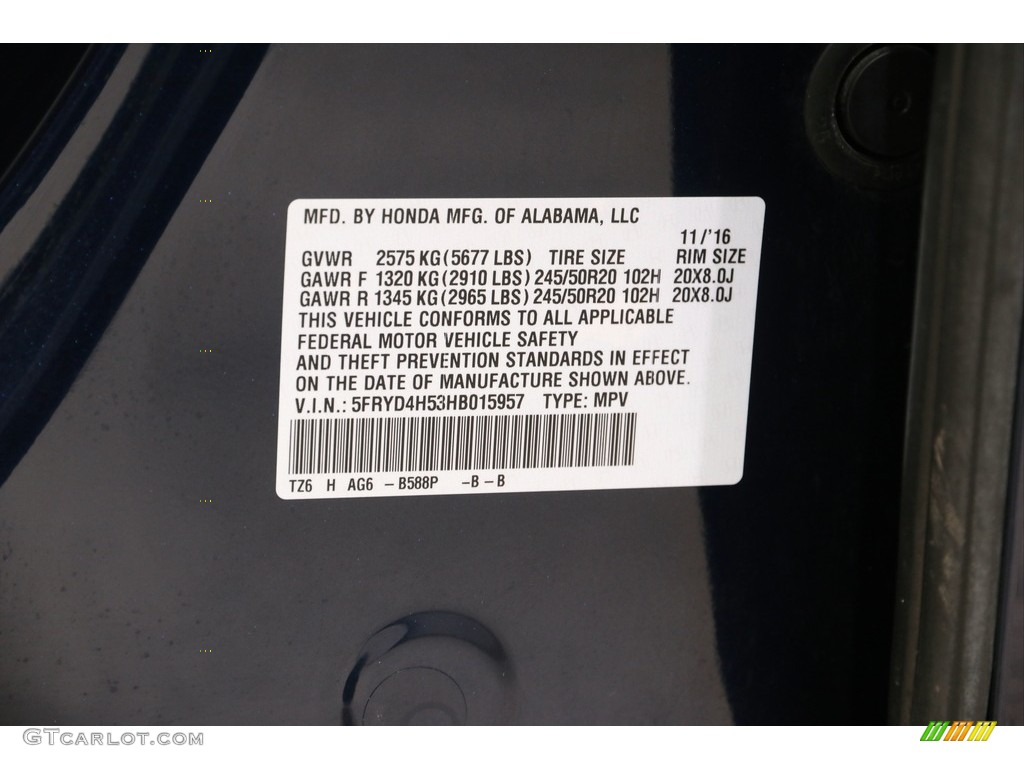 MFD. BY HONDA MFG. OF ALABAMA, LLC
11/'16
GVWR 2575 KG (5677 LBS) TIRE SIZE RIM SIZE
GAWR F 1320 KG (2910 LBS) 245/50R20 102H 20X8.0J
GAWR R 1345 KG (2965 LBS) 245/50R20 102H 20X8.0J
THIS VEHICLE CONFORMS TO ALL APPLICABLE
FEDERAL MOTOR VEHICLE SAFETY
AND THEFT PREVENTION STANDARDS IN EFFECT
ON THE DATE OF MANUFACTURE SHOWN ABOVE.
V.I.N.: 5FRYD4H53HB015957 TYPE: MPV
TZ6 H AG6 - B588P - B - B
GTCarLot.com